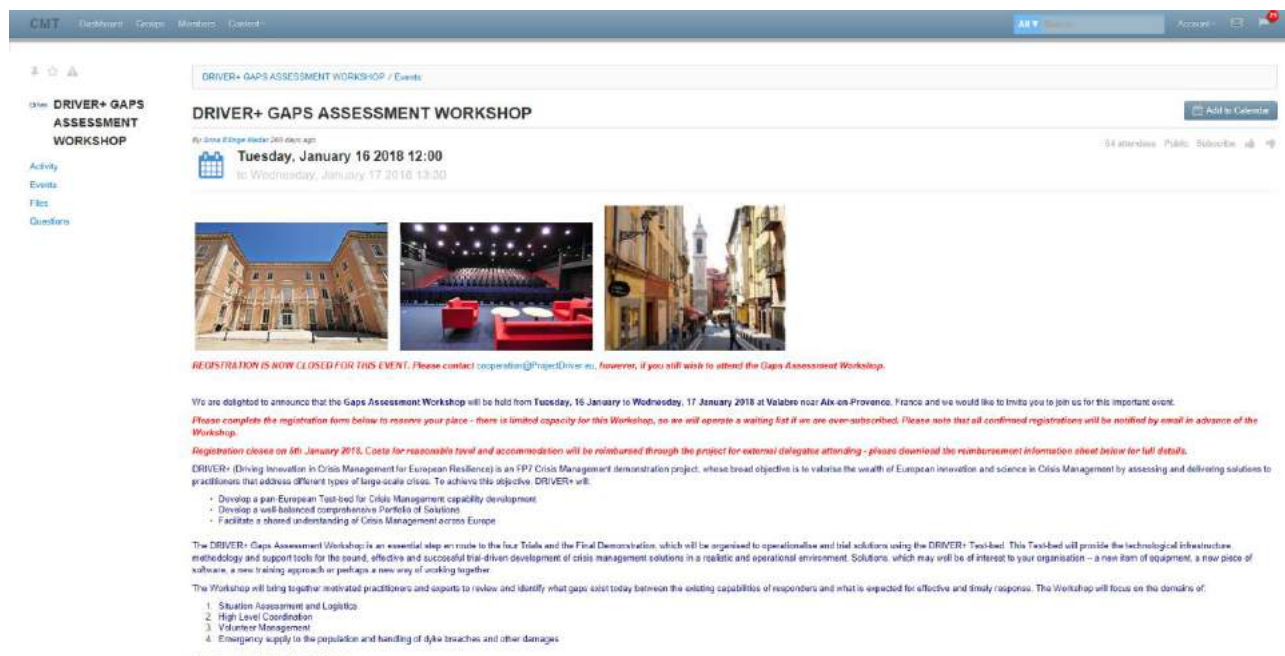 CMT Dashboard Groups Members Content
All ▼ Account
DRIVER+ GAPS ASSESSMENT WORKSHOP / Events
DRIVER+ GAPS
ASSESSMENT
WORKSHOP
Activity
Events
Files
Questions
DRIVER+ GAPS ASSESSMENT WORKSHOP
Add to Calendar
days ago
Tuesday, January 16 2018 12:00
to Wednesday, January 17 2018 13:30
attendees Public Subscribe
REGISTRATION IS NOW CLOSED FOR THIS EVENT. Please contact cooperation@ProjectDriver.eu, however, if you still wish to attend the Gaps Assessment Workshop.
We are delighted to announce that the Gaps Assessment Workshop will be held from Tuesday, 16 January to Wednesday, 17 January 2018 at Valabre near Aix-en-Provence, France and we would like to invite you to join us for this important event.
Please complete the registration form below to reserve your place - there is limited capacity for this Workshop, so we will operate a waiting list if we are over-subscribed. Please note that all confirmed registrations will be notified by email in advance of the
Workshop.
Registration closes on 5th January 2018. Costs for reasonable travel and accommodation will be reimbursed through the project for external delegates attending - please download the reimbursement information sheet below for full details.
DRIVER+ (Driving Innovation in Crisis Management for European Resilience) is an FP7 Crisis Management demonstration project, whose broad objective is to valorise the wealth of European innovation and science in Crisis Management by assessing and delivering solutions to
practitioners that address different types of large-scale crises. To achieve this objective, DRIVER+ will:
• Develop a pan-European Test-bed for Crisis Management capability development
• Develop a well-balanced comprehensive Portfolio of Solutions
• Facilitate a shared understanding of Crisis Management across Europe
The DRIVER+ Gaps Assessment Workshop is an essential step en route to the four Trials and the Final Demonstration, which will be organised to operationalise and trial solutions using the DRIVER+ Test-bed. This Test-bed will provide the technological infrastructure,
methodology and support tools for the sound, effective and successful trial-driven development of crisis management solutions in a realistic and operational environment. Solutions, which may well be of interest to your organisation – a new item of equipment, a new piece of
software, a new training approach or perhaps a new way of working together.
The Workshop will bring together motivated practitioners and experts to review and identify what gaps exist today between the existing capabilities of responders and what is expected for effective and timely response. The Workshop will focus on the domains of:
1. Situation Assessment and Logistics
2. High Level Coordination
3. Volunteer Management
4. Emergency supply to the population and handling of dyke breaches and other damages